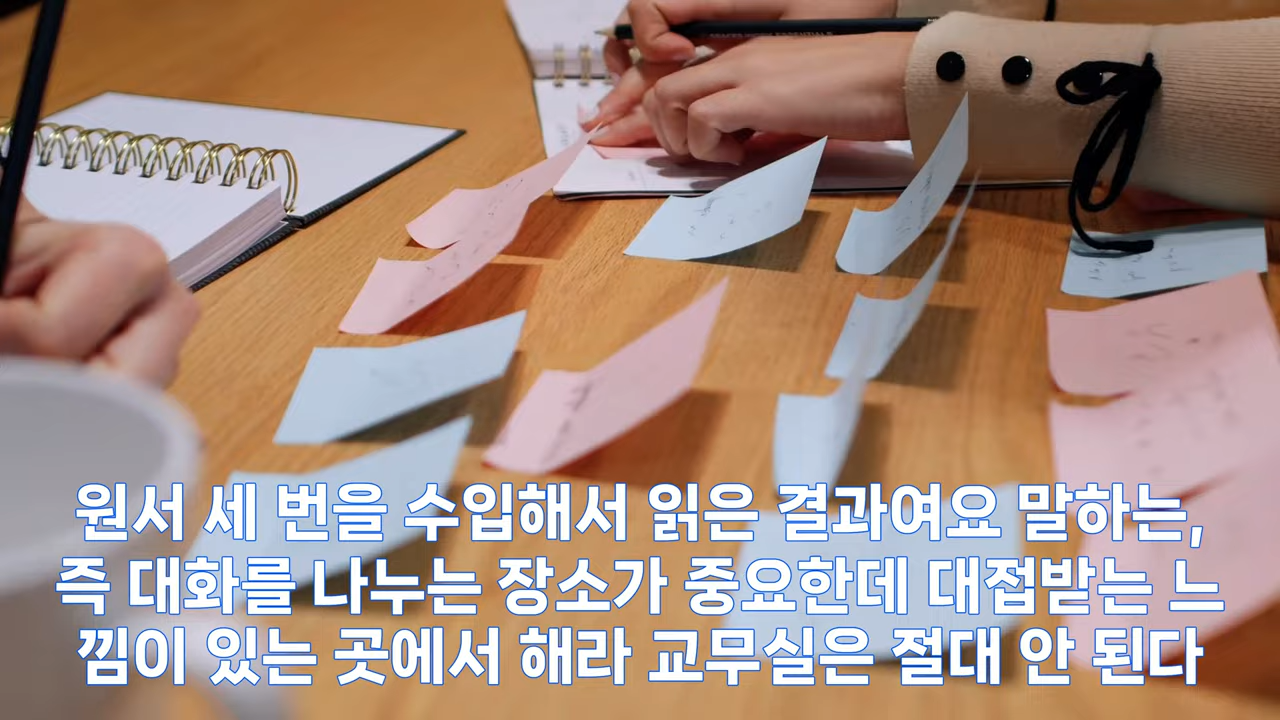 원서 세 번을 수입해서 읽은 결과여요 말하는,
즉 대화를 나누는 장소가 중요한데 대접받는 느
낌이 있는 곳에서 해라 교무실은 절대 안 된다